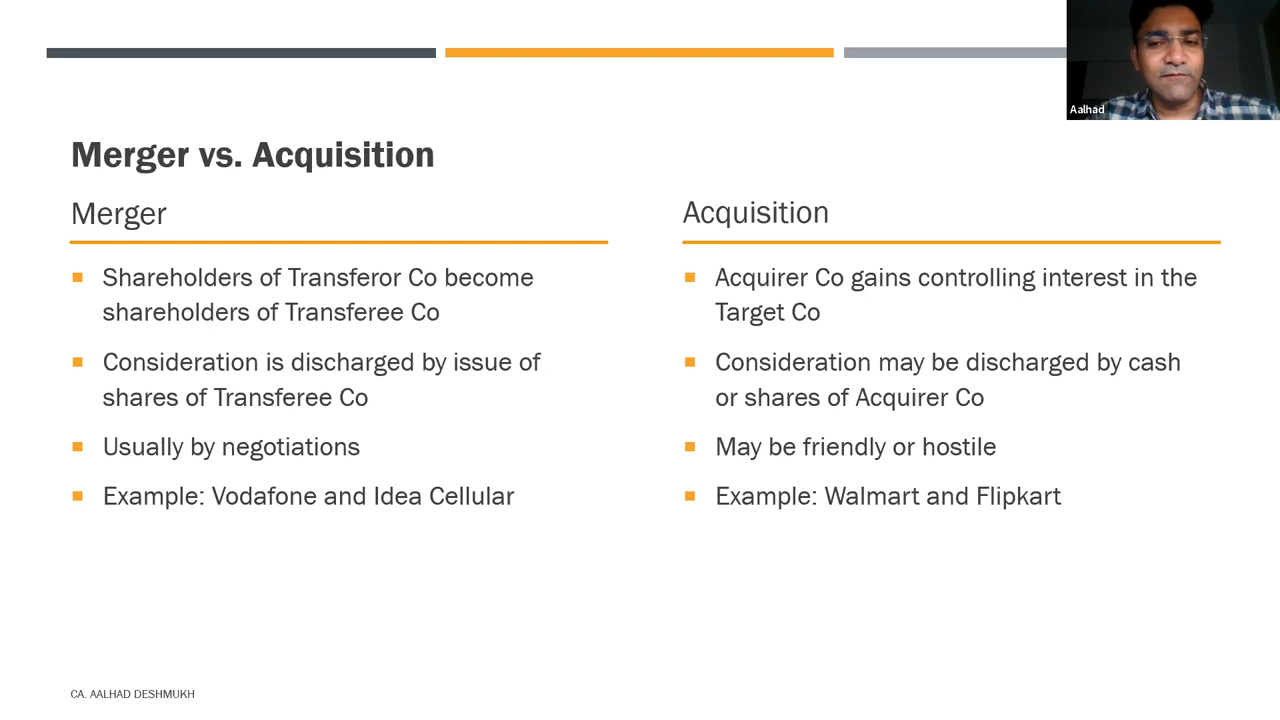 Aalhad
Merger vs. Acquisition
Merger
Shareholders of Transferor Co become
shareholders of Transferee Co
Consideration is discharged by issue of
shares of Transferee Co
Usually by negotiations
Example: Vodafone and Idea Cellular
Acquisition
Acquirer Co gains controlling interest in the
Target Co
Consideration may be discharged by cash
or shares of Acquirer Co
May be friendly or hostile
Example: Walmart and Flipkart
CA. AALHAD DESHMUKH